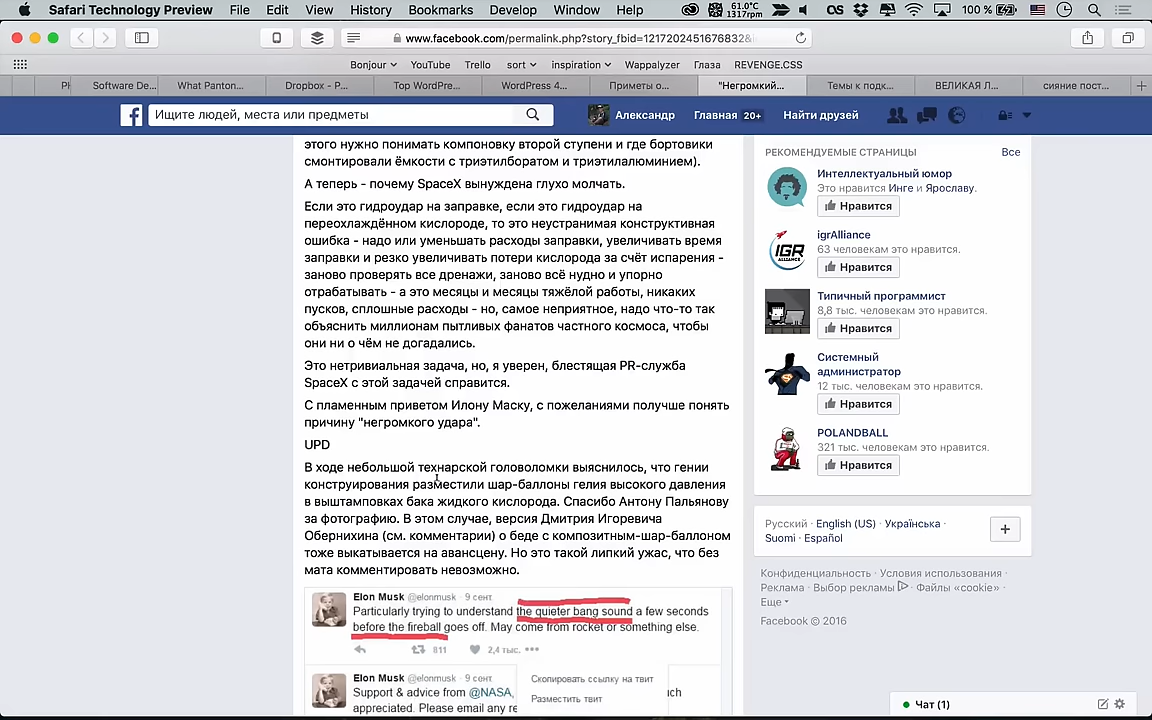 Safari Technology Preview File Edit View History Bookmarks Develop Window Help 61.0°C 1317rpm 100 %
www.facebook.com/permalink.php?story_fbid=1217202451676832&
Bonjour YouTube Trello sort inspiration Wappalyzer Глаза REVENGE.CSS
Software De... What Panton... Dropbox - P... Top WordPre... WordPress 4... Приметы о... "Негромкий... Темы к подк... ВЕЛИКАЯ Л... сияние пост...
Ищите людей, места или предметы Александр Главная 20+ Найти друзей
этого нужно понимать компоновку второй ступени и где бортовики
смонтировали ёмкости с триэтилборатом и триэтилалюминием).
А теперь - почему SpaceX вынуждена глухо молчать.
Если это гидроудар на заправке, если это гидроудар на
переохлаждённом кислороде, то это неустранимая конструктивная
ошибка - надо или уменьшать расходы заправки, увеличивать время
заправки и резко увеличивать потери кислорода за счёт испарения -
заново проверять все дренажи, заново всё нудно и упорно
отрабатывать - а это месяцы и месяцы тяжёлой работы, никаких
пусков, сплошные расходы - но, самое неприятное, надо что-то так
объяснить миллионам пытливых фанатов частного космоса, чтобы
они ни о чём не догадались.
Это нетривиальная задача, но, я уверен, блестящая PR-служба
SpaceX с этой задачей справится.
С пламенным приветом Илону Маску, с пожеланиями получше понять
причину "негромкого удара".
UPD
В ходе небольшой технарской головоломки выяснилось, что гении
конструирования разместили шар-баллоны гелия высокого давления
в выштамповках бака жидкого кислорода. Спасибо Антону Пальянову
за фотографию. В этом случае, версия Дмитрия Игоревича
Обернихина (см. комментарии) о беде с композитным-шар-баллоном
тоже выкатывается на авансцену. Но это такой липкий ужас, что без
мата комментировать невозможно.
Elon Musk @elonmusk · 9 сент.
Particularly trying to understand the quieter bang sound a few seconds
before the fireball goes off. May come from rocket or something else.
811 2,4 тыс.
Elon Musk @elonmusk · 9 сент.
Support & advice from @NASA,
appreciated. Please email any re
Скопировать ссылку на твит
Разместить твит
РЕКОМЕНДУЕМЫЕ СТРАНИЦЫ Все
Интеллектуальный юмор
Это нравится Инге и Ярославу.
Нравится
igrAlliance
63 человекам это нравится.
Нравится
IGR
ALLIANCE
Типичный программист
8,8 тыс. человекам это нравится.
Нравится
Системный
администратор
12 тыс. человекам это нравится.
Нравится
POLANDBALL
321 тыс. человекам это нравится.
Нравится
Русский · English (US) · Українська ·
Suomi · Español
Конфиденциальность · Условия использования ·
Реклама · Выбор рекламы · Файлы «cookie» ·
Еще
Facebook © 2016
Чат (1)